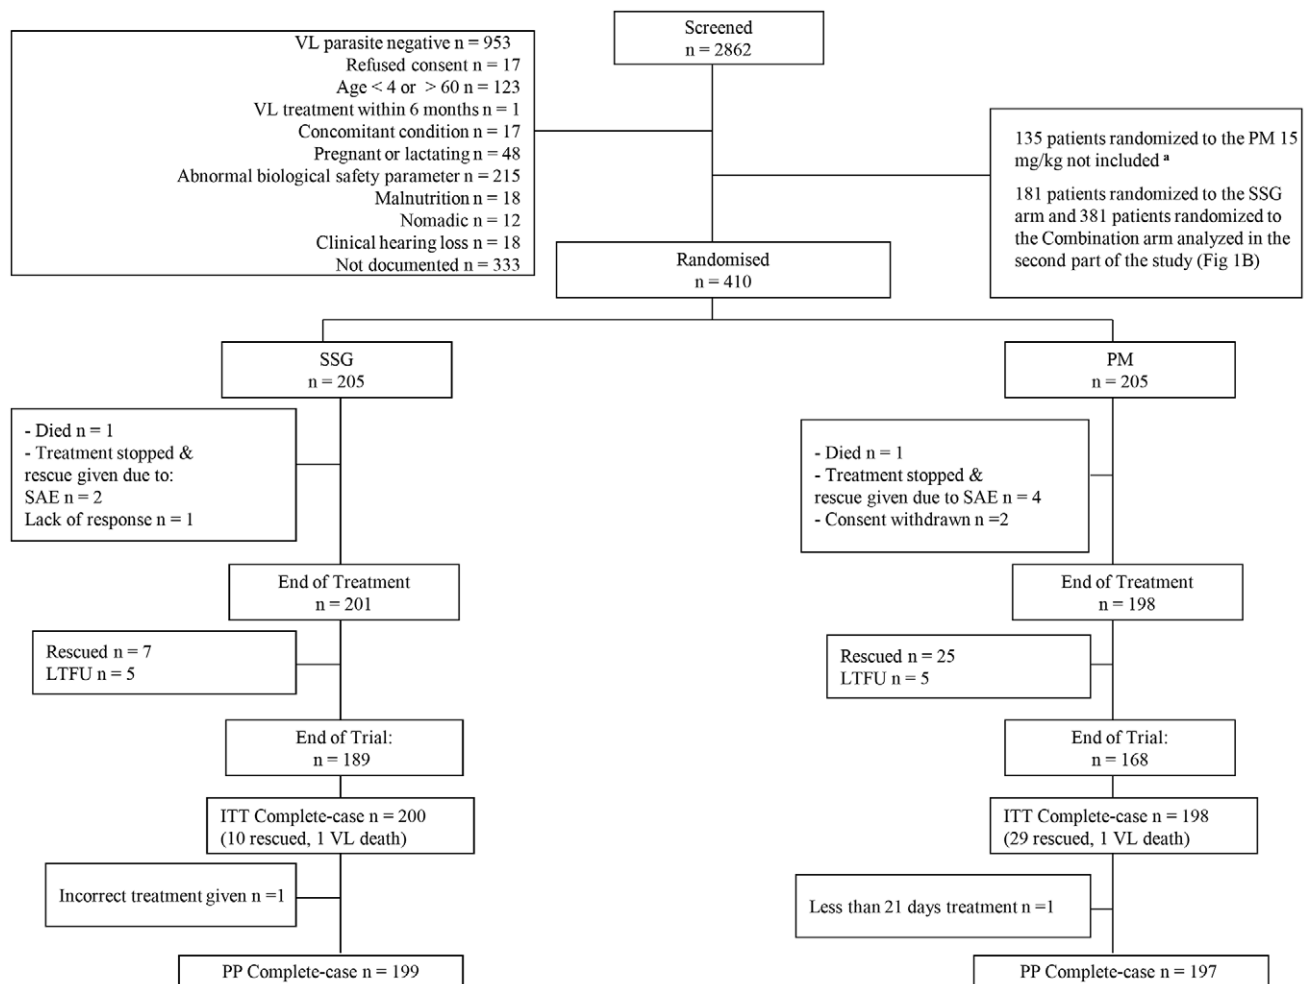 Screened
n = 2862
VL parasite negative n = 953
Refused consent n = 17
Age < 4 or > 60 n = 123
VL treatment within 6 months n = 1
Concomitant condition n = 17
Pregnant or lactating n = 48
Abnormal biological safety parameter n = 215
Malnutrition n = 18
Nomadic n = 12
Clinical hearing loss n = 18
Not documented n = 333
135 patients randomized to the PM 15
mg/kg not included ª
181 patients randomized to the SSG
arm and 381 patients randomized to
the Combination arm analyzed in the
second part of the study (Fig 1B)
Randomised
n = 410
SSG
n = 205
- Died n = 1
- Treatment stopped &
rescue given due to:
SAE n = 2
Lack of response n = 1
End of Treatment
n = 201
Rescued n = 7
LTFU n = 5
End of Trial:
n = 189
ITT Complete-case n = 200
(10 rescued, 1 VL death)
Incorrect treatment given n =1
PP Complete-case n = 199
PM
n = 205
- Died n = 1
- Treatment stopped &
rescue given due to SAE n = 4
- Consent withdrawn n =2
End of Treatment
n = 198
Rescued n = 25
LTFU n = 5
End of Trial:
n = 168
ITT Complete-case n = 198
(29 rescued, 1 VL death)
Less than 21 days treatment n =1
PP Complete-case n = 197